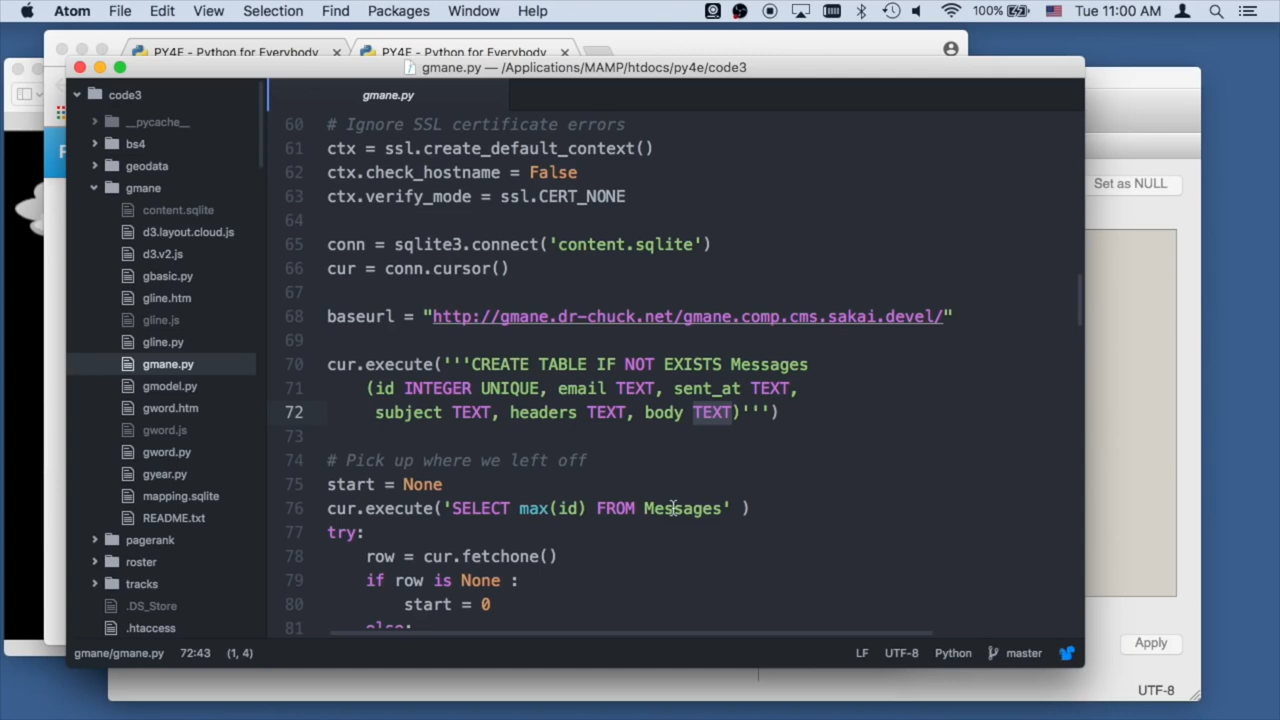 Atom File Edit View Selection Find Packages Window Help 100% Tue 11:00 AM
PY4E - Python for Everybody PY4E - Python for Everybody
gmane.py — /Applications/MAMP/htdocs/py4e/code3
code3
__pycache__
bs4
geodata
gmane
content.sqlite
d3.layout.cloud.js
d3.v2.js
gbasic.py
gline.htm
gline.js
gline.py
gmane.py
gmodel.py
gword.htm
gword.js
gword.py
gyear.py
mapping.sqlite
README.txt
pagerank
roster
tracks
.DS_Store
.htaccess
gmane.py
60 # Ignore SSL certificate errors
61 ctx = ssl.create_default_context()
62 ctx.check_hostname = False
63 ctx.verify_mode = ssl.CERT_NONE
64
65 conn = sqlite3.connect('content.sqlite')
66 cur = conn.cursor()
67
68 baseurl = "http://gmane.dr-chuck.net/gmane.comp.cms.sakai.devel/"
69
70 cur.execute('''CREATE TABLE IF NOT EXISTS Messages
71 (id INTEGER UNIQUE, email TEXT, sent_at TEXT,
72 subject TEXT, headers TEXT, body TEXT)''')
73
74 # Pick up where we left off
75 start = None
76 cur.execute('SELECT max(id) FROM Messages' )
77 try:
78 row = cur.fetchone()
79 if row is None :
80 start = 0
81 else:
gmane/gmane.py 72:43 (1, 4) LF UTF-8 Python master
Set as NULL
Apply
UTF-8